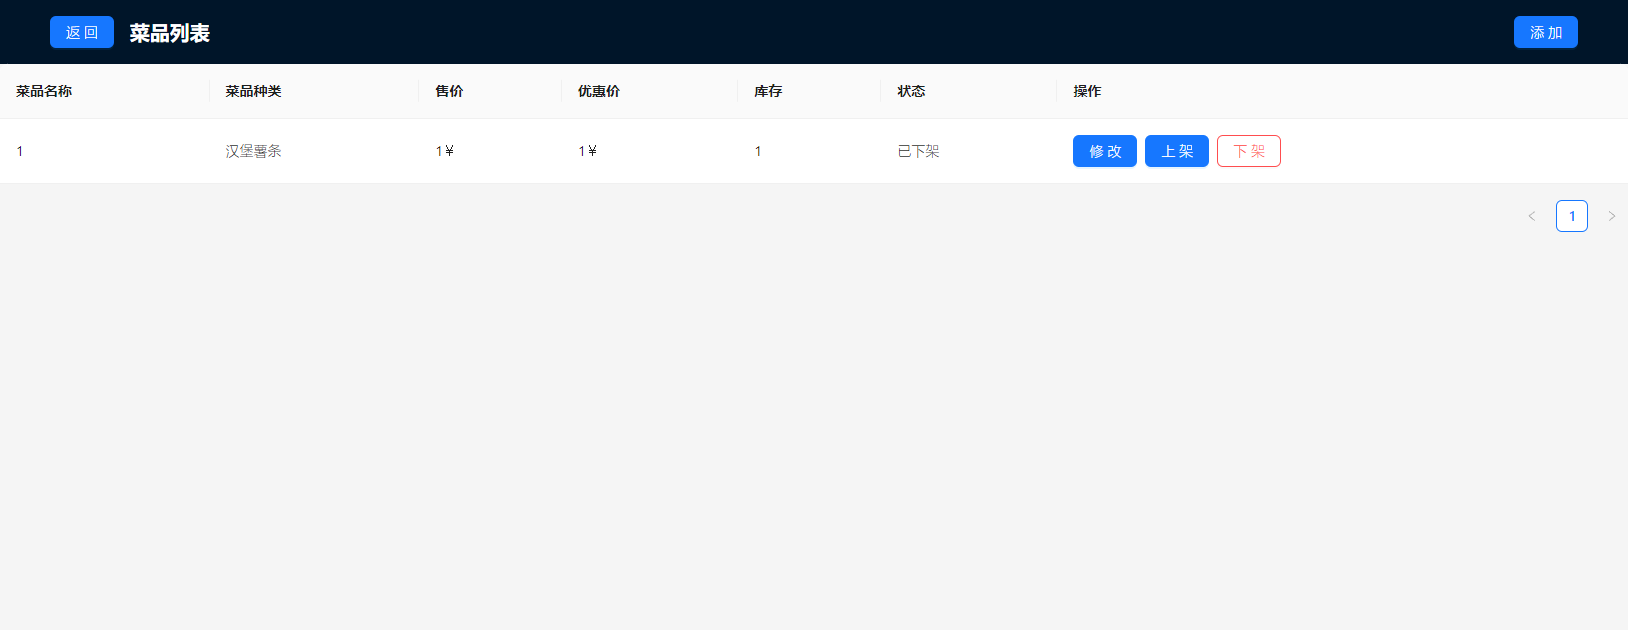 返 回 菜品列表 添 加
菜品名称 菜品种类 售价 优惠价 库存 状态 操作
1 汉堡薯条 1¥ 1¥ 1 已下架 修 改 上 架 下 架
< 1 >